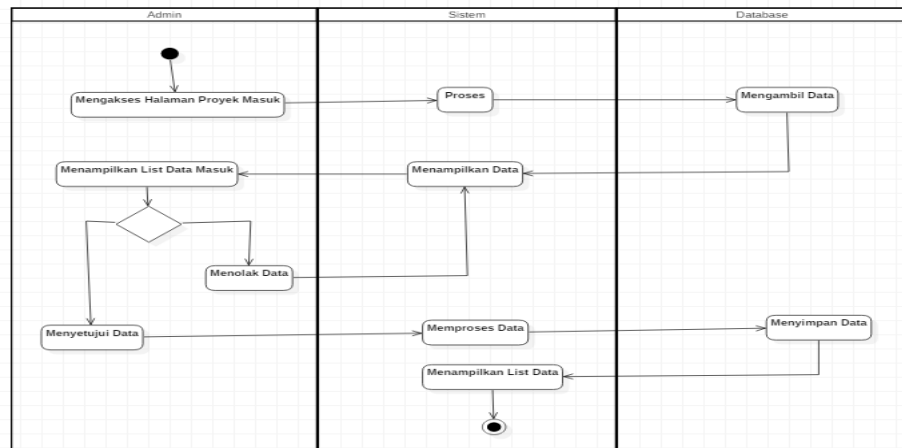 Admin
Sistem
Database
Mengakses Halaman Proyek Masuk
Proses
Mengambil Data
Menampilkan List Data Masuk
Menampilkan Data
Menolak Data
Menyetujui Data
Memproses Data
Menyimpan Data
Menampilkan List Data